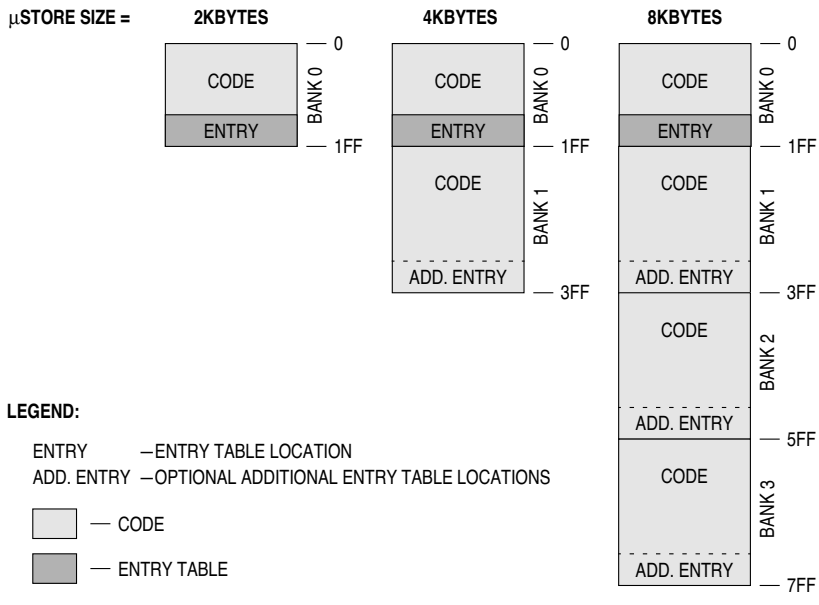 μSTORE SIZE = 2KBYTES 4KBYTES 8KBYTES
0 0 0
CODE BANK 0 CODE BANK 0 CODE BANK 0
ENTRY ENTRY ENTRY
1FF 1FF 1FF
CODE BANK 1 CODE BANK 1
ADD. ENTRY ADD. ENTRY
3FF 3FF
CODE BANK 2
ADD. ENTRY
5FF
CODE BANK 3
ADD. ENTRY
7FF
LEGEND:
ENTRY —ENTRY TABLE LOCATION
ADD. ENTRY —OPTIONAL ADDITIONAL ENTRY TABLE LOCATIONS
— CODE
— ENTRY TABLE